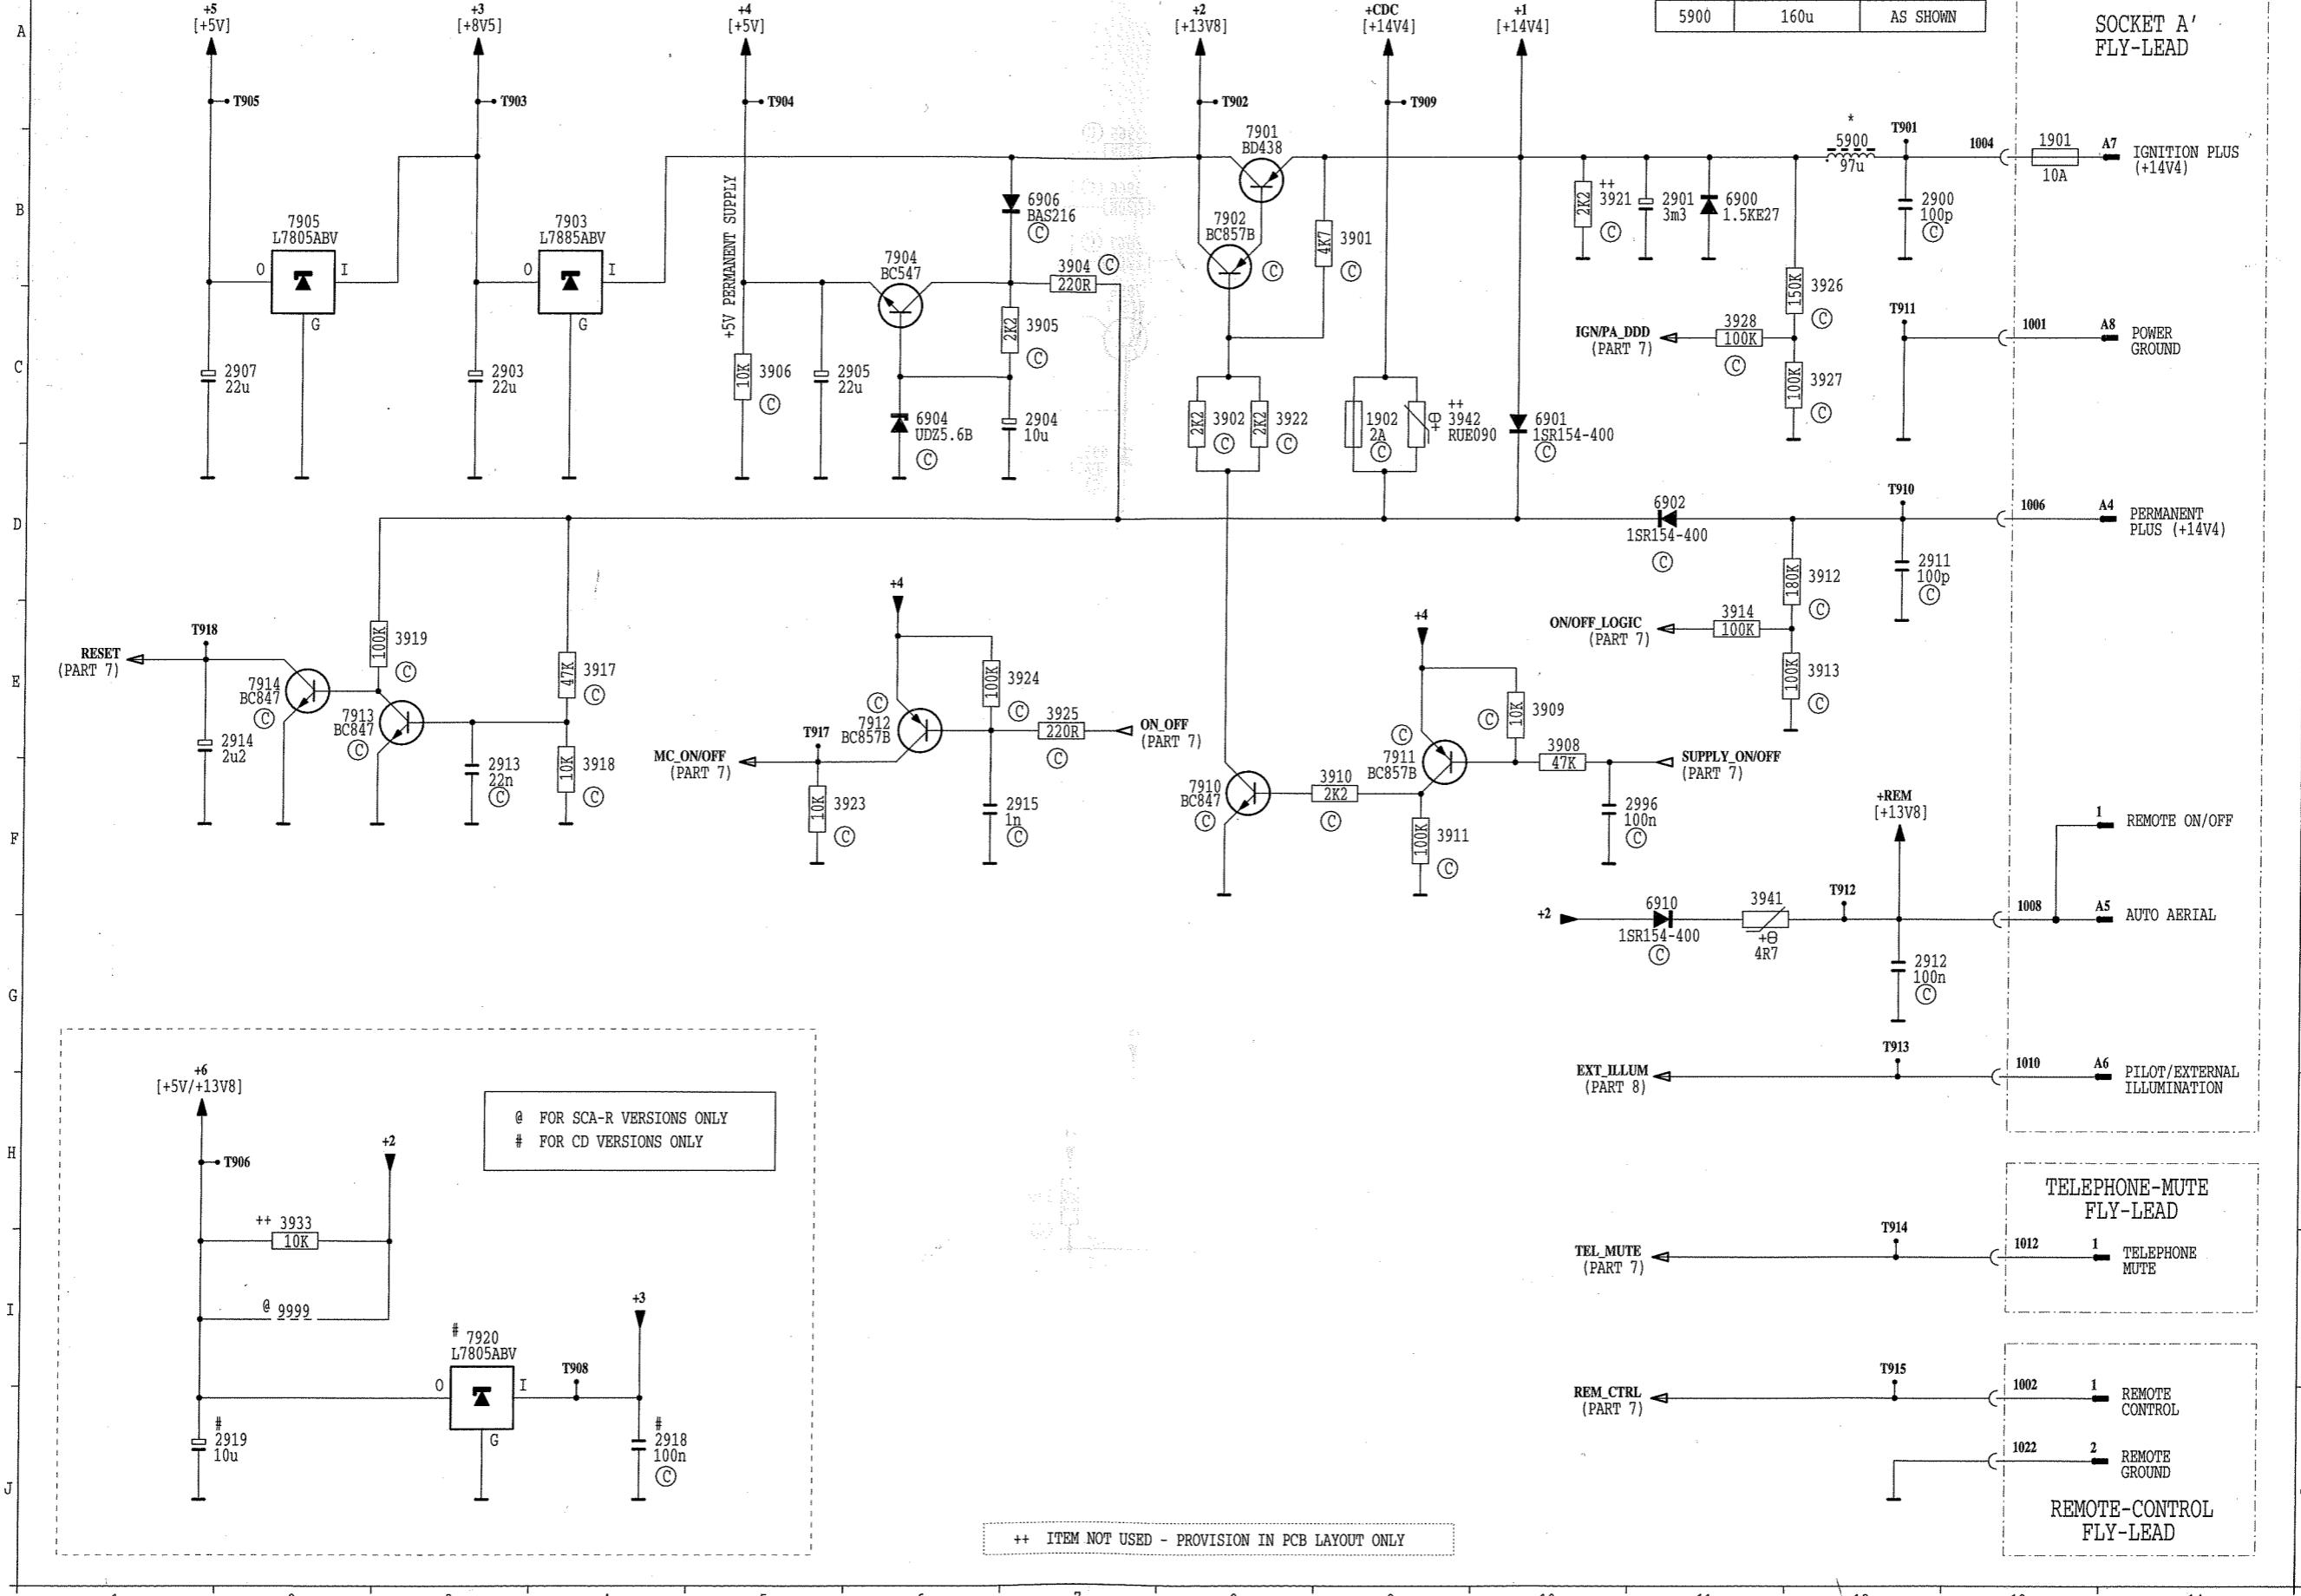 A
+5
[+5V]
+3
[+8V5]
+4
[+5V]
+2
[+13V8]
+CDC
[+14V4]
+1
[+14V4]
5900 160u AS SHOWN
SOCKET A'
FLY-LEAD
T905
T903
T904
T902
T909
7901
BD438
*
5900
97u
T901
1004
1901
10A
A7
IGNITION PLUS
(+14V4)
B
+5V PERMANENT SUPPLY
6906
BAS216
C
7902
BC857B
C
4K7
3901
C
++
3921
2K2
C
2901
3m3
6900
1.5KE27
2900
100p
C
7905
L7805ABV
O
I
G
7903
L7885ABV
O
I
G
7904
BC547
3904
C
220R
150K
3926
C
C
2907
22u
2903
22u
10K
3906
C
2905
22u
2K2
3905
C
IGN/PA_DDD
(PART 7)
3928
100K
C
T911
1001
A8
POWER
GROUND
100K
3927
C
6904
UDZ5.6B
C
2904
10u
2K2
3902
C
2K2
3922
C
1902
2A
C
++
3942
RUE090
+θ
6901
1SR154-400
C
D
6902
1SR154-400
C
T910
1006
A4
PERMANENT
PLUS (+14V4)
180K
3912
C
2911
100p
C
+4
+4
ON/OFF_LOGIC
(PART 7)
3914
100K
E
RESET
(PART 7)
T918
100K
3919
C
47K
3917
C
7914
BC847
C
7913
BC847
C
100K
3924
C
C
7912
BC857B
3925
220R
C
ON_OFF
(PART 7)
100K
3913
C
10K
3909
C
C
7911
BC857B
3908
47K
SUPPLY_ON/OFF
(PART 7)
2914
2u2
2913
22n
C
10K
3918
C
MC_ON/OFF
(PART 7)
T917
10K
3923
C
2915
1n
C
7910
BC847
C
3910
2K2
C
100K
3911
C
2996
100n
C
F
+REM
[+13V8]
1
REMOTE ON/OFF
+2
6910
1SR154-400
C
3941
+θ
4R7
T912
1008
A5
AUTO AERIAL
G
2912
100n
C
EXT_ILLUM
(PART 8)
T913
1010
A6
PILOT/EXTERNAL
ILLUMINATION
+6
[+5V/+13V8]
@ FOR SCA-R VERSIONS ONLY
# FOR CD VERSIONS ONLY
H
T906
+2
++ 3933
10K
TELEPHONE-MUTE
FLY-LEAD
TEL_MUTE
(PART 7)
T914
1012
1
TELEPHONE
MUTE
I
@ 9999
+3
#
7920
L7805ABV
O
I
G
T908
REM_CTRL
(PART 7)
T915
1002
1
REMOTE
CONTROL
#
2919
10u
#
2918
100n
C
1022
2
REMOTE
GROUND
J
REMOTE-CONTROL
FLY-LEAD
++ ITEM NOT USED - PROVISION IN PCB LAYOUT ONLY